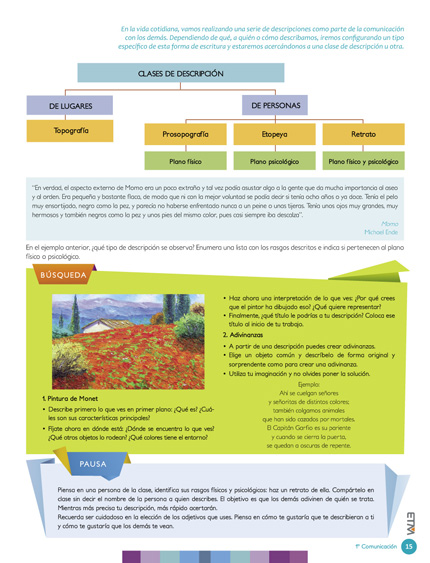 En la vida cotidiana, vamos realizando una serie de descripciones como parte de la comunicación
con los demás. Dependiendo de qué, a quién o cómo describamos, iremos configurando un tipo
específico de esta forma de escritura y estaremos acercándonos a una clase de descripción u otra.
CLASES DE DESCRIPCIÓN
DE LUGARES
DE PERSONAS
Topografía
Prosopografía
Etopeya
Retrato
Plano físico
Plano psicológico
Plano físico y psicológico
"En verdad, el aspecto externo de Momo era un poco extraño y tal vez podía asustar algo a la gente que da mucha importancia al aseo
y al orden. Era pequeña y bastante flaca, de modo que ni con la mejor voluntad se podía decir si tenía ocho años o ya doce. Tenía el pelo
muy ensortijado, negro como la pez, y parecía no haberse enfrentado nunca a un peine o unas tijeras. Tenía unos ojos muy grandes, muy
hermosos y también negros como la pez y unos pies del mismo color, pues casi siempre iba descalza".
Momo
Michael Ende
En el ejemplo anterior, ¿qué tipo de descripción se observa? Enumera una lista con los rasgos descritos e indica si pertenecen al plano
físico o psicológico.
BÚSQUEDA
1. Pintura de Monet
• Describe primero lo que ves en primer plano: ¿Qué es? ¿Cuá-
les son sus características principales?
• Fíjate ahora en dónde está: ¿Dónde se encuentra lo que ves?
¿Qué otros objetos lo rodean? ¿Qué colores tiene el entorno?
• Haz ahora una interpretación de lo que ves: ¿Por qué crees
que el pintor ha dibujado eso? ¿Qué quiere representar?
• Finalmente, ¿qué título le podrías a tu descripción? Coloca ese
título al inicio de tu trabajo.
2. Adivinanzas
• A partir de una descripción puedes crear adivinanzas.
• Elige un objeto común y descríbelo de forma original y
sorprendente como para crear una adivinanza.
• Utiliza tu imaginación y no olvides poner la solución.
Ejemplo:
Ahí se cuelgan señores
y señoritas de distintos colores;
también colgamos animales
que han sido cazados por mortales.
El Capitán Garfio es su pariente
y cuando se cierra la puerta,
se quedan a oscuras de repente.
PAUSA
Piensa en una persona de la clase, identifica sus rasgos físicos y psicológicos: haz un retrato de ella. Compártelo en
clase sin decir el nombre de la persona a quien describes. El objetivo es que los demás adivinen de quién se trata.
Mientras más precisa tu descripción, más rápido acertarán.
Recuerda ser cuidadoso en la elección de los adjetivos que uses. Piensa en cómo te gustaría que te describieran a ti
y cómo te gustaría que los demás te vean.
ETM
1º Comunicación
15